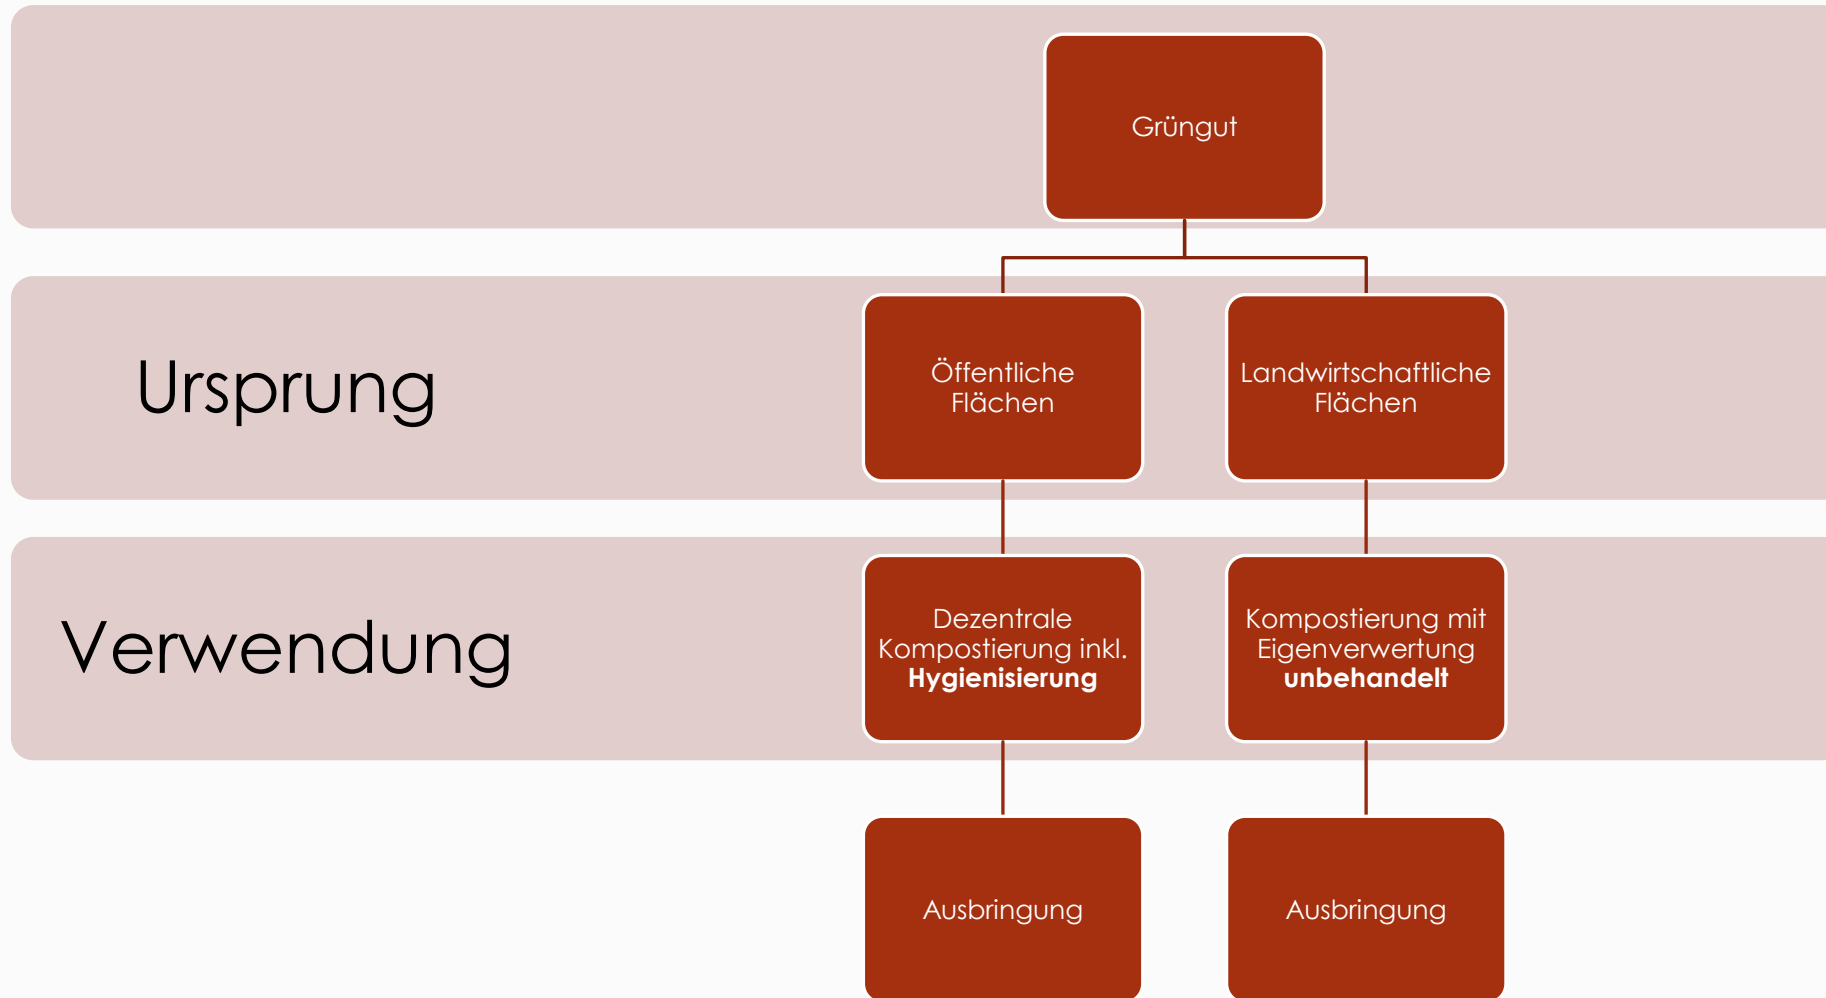 Grüngut
Ursprung
Öffentliche
Flächen
Landwirtschaftliche
Flächen
Verwendung
Dezentrale
Kompostierung inkl.
Hygienisierung
Kompostierung mit
Eigenverwertung
unbehandelt
Ausbringung
Ausbringung